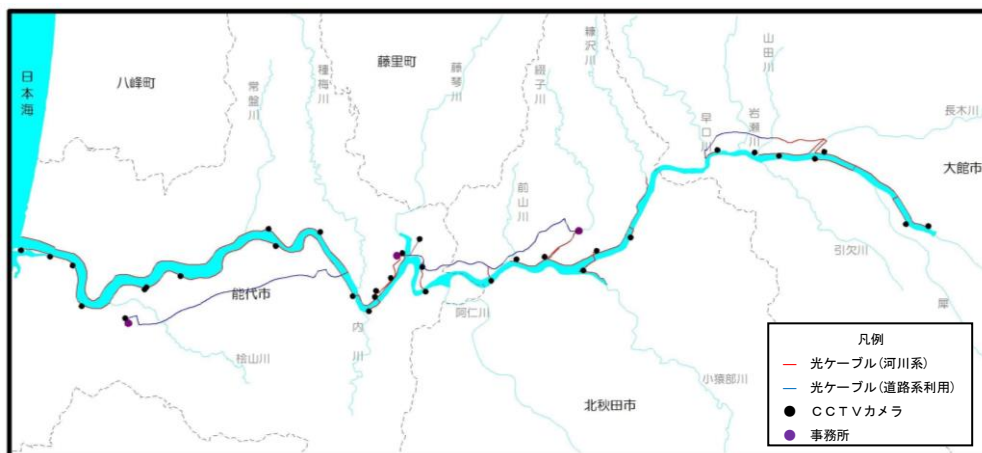 日本海
八峰町
常盤川
種梅川
藤里町
藤琴川
綴子川
糠沢川
山田川
早口川
岩瀬川
長木川
大館市
前山川
引欠川
犀
能代市
阿仁川
内川
桧山川
小猿部川
北秋田市
凡例
光ケーブル(河川系)
光ケーブル(道路系利用)
CCTVカメラ
事務所